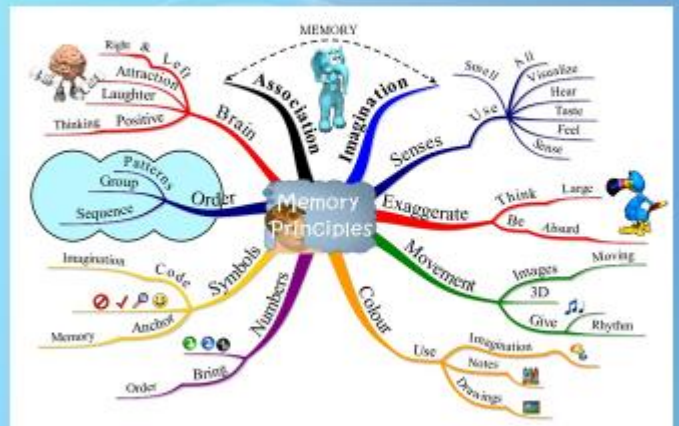 MEMORY
Memory
Principles
Association
Imagination
Brain
Right & Left
Attraction
Laughter
Positive Thinking
Order
Patterns
Group
Sequence
Symbols
Code
Imagination
Anchor
Memory
Numbers
Bring
Order
Senses
Use
All
Smell
Visualize
Hear
Taste
Feel
Sense
Exaggerate
Think
Large
Be
Absurd
Movement
Images
Moving
3D
Give
Rhythm
Colour
Use
Imagination
Notes
Drawings